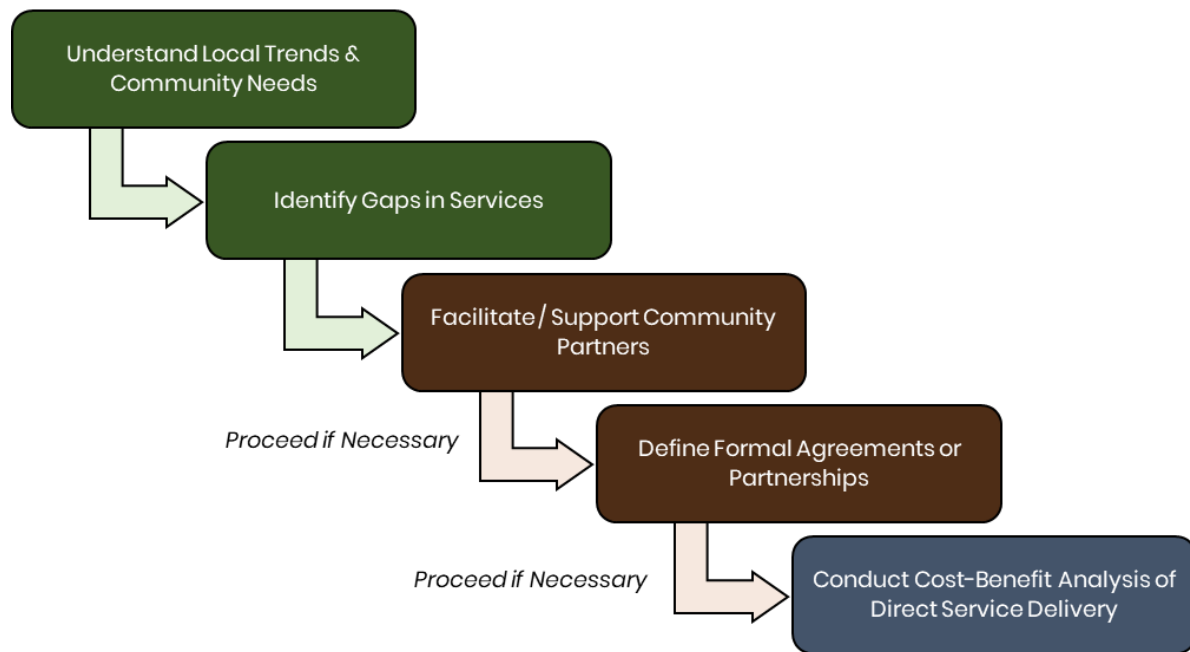 Understand Local Trends &
Community Needs
Identify Gaps in Services
Facilitate / Support Community
Partners
Proceed if Necessary
Define Formal Agreements or
Partnerships
Proceed if Necessary
Conduct Cost-Benefit Analysis of
Direct Service Delivery